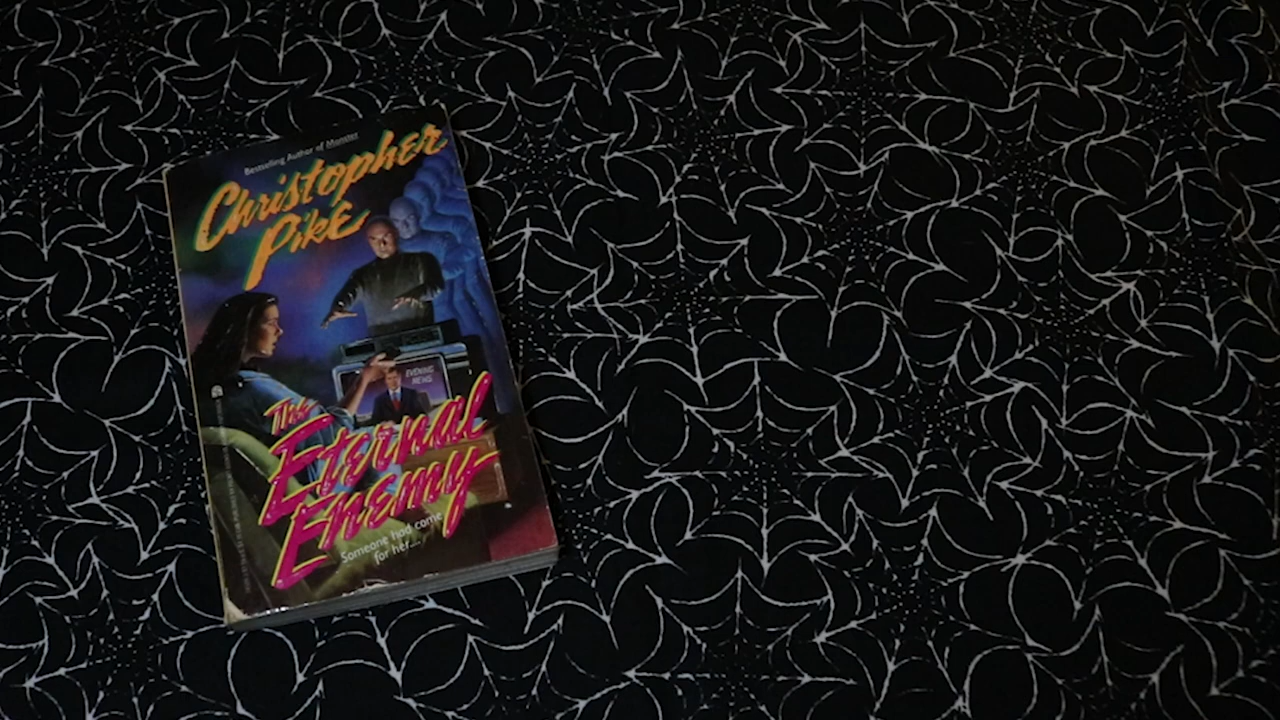 Bestselling Author of Monster
Christopher
Pike
EVENING
NEWS
The
Eternal
Enemy
Someone had come
for her...